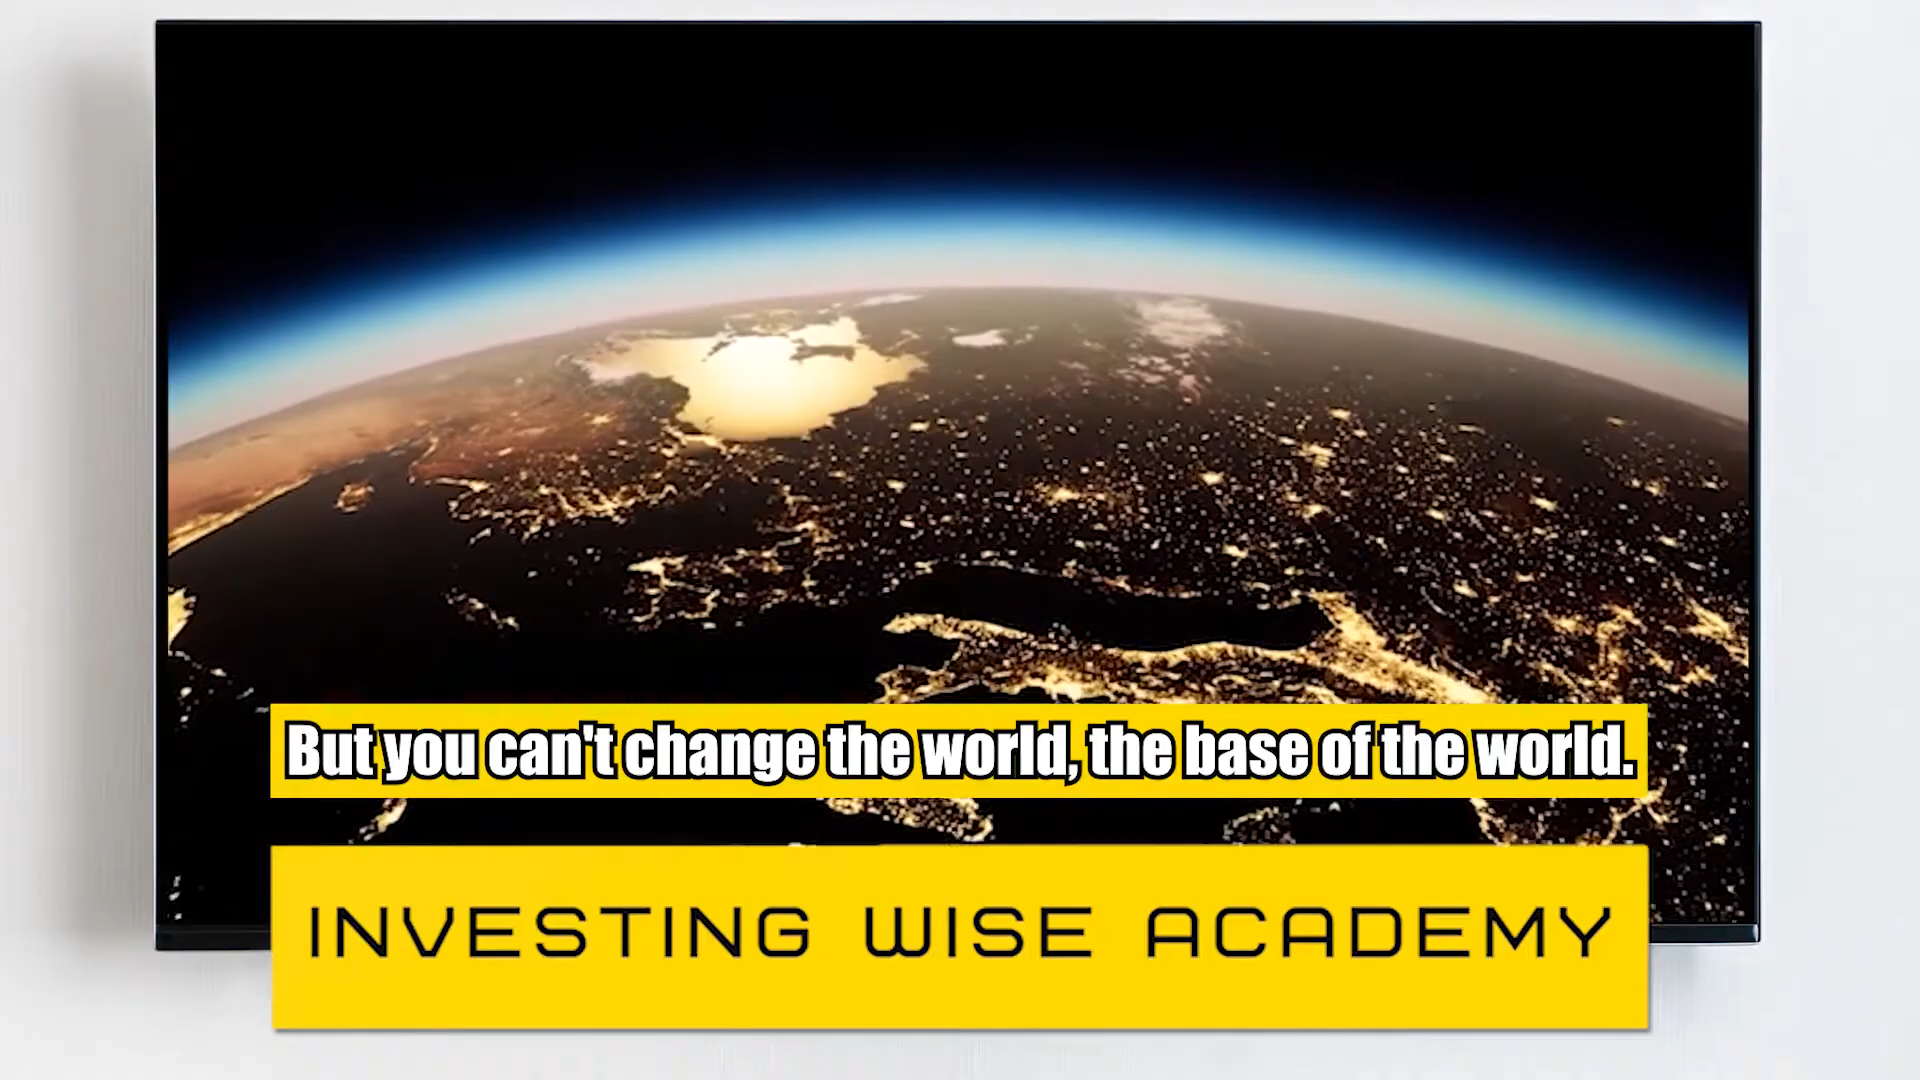 But you can't change the world, the base of the world.
INVESTING WISE ACADEMY